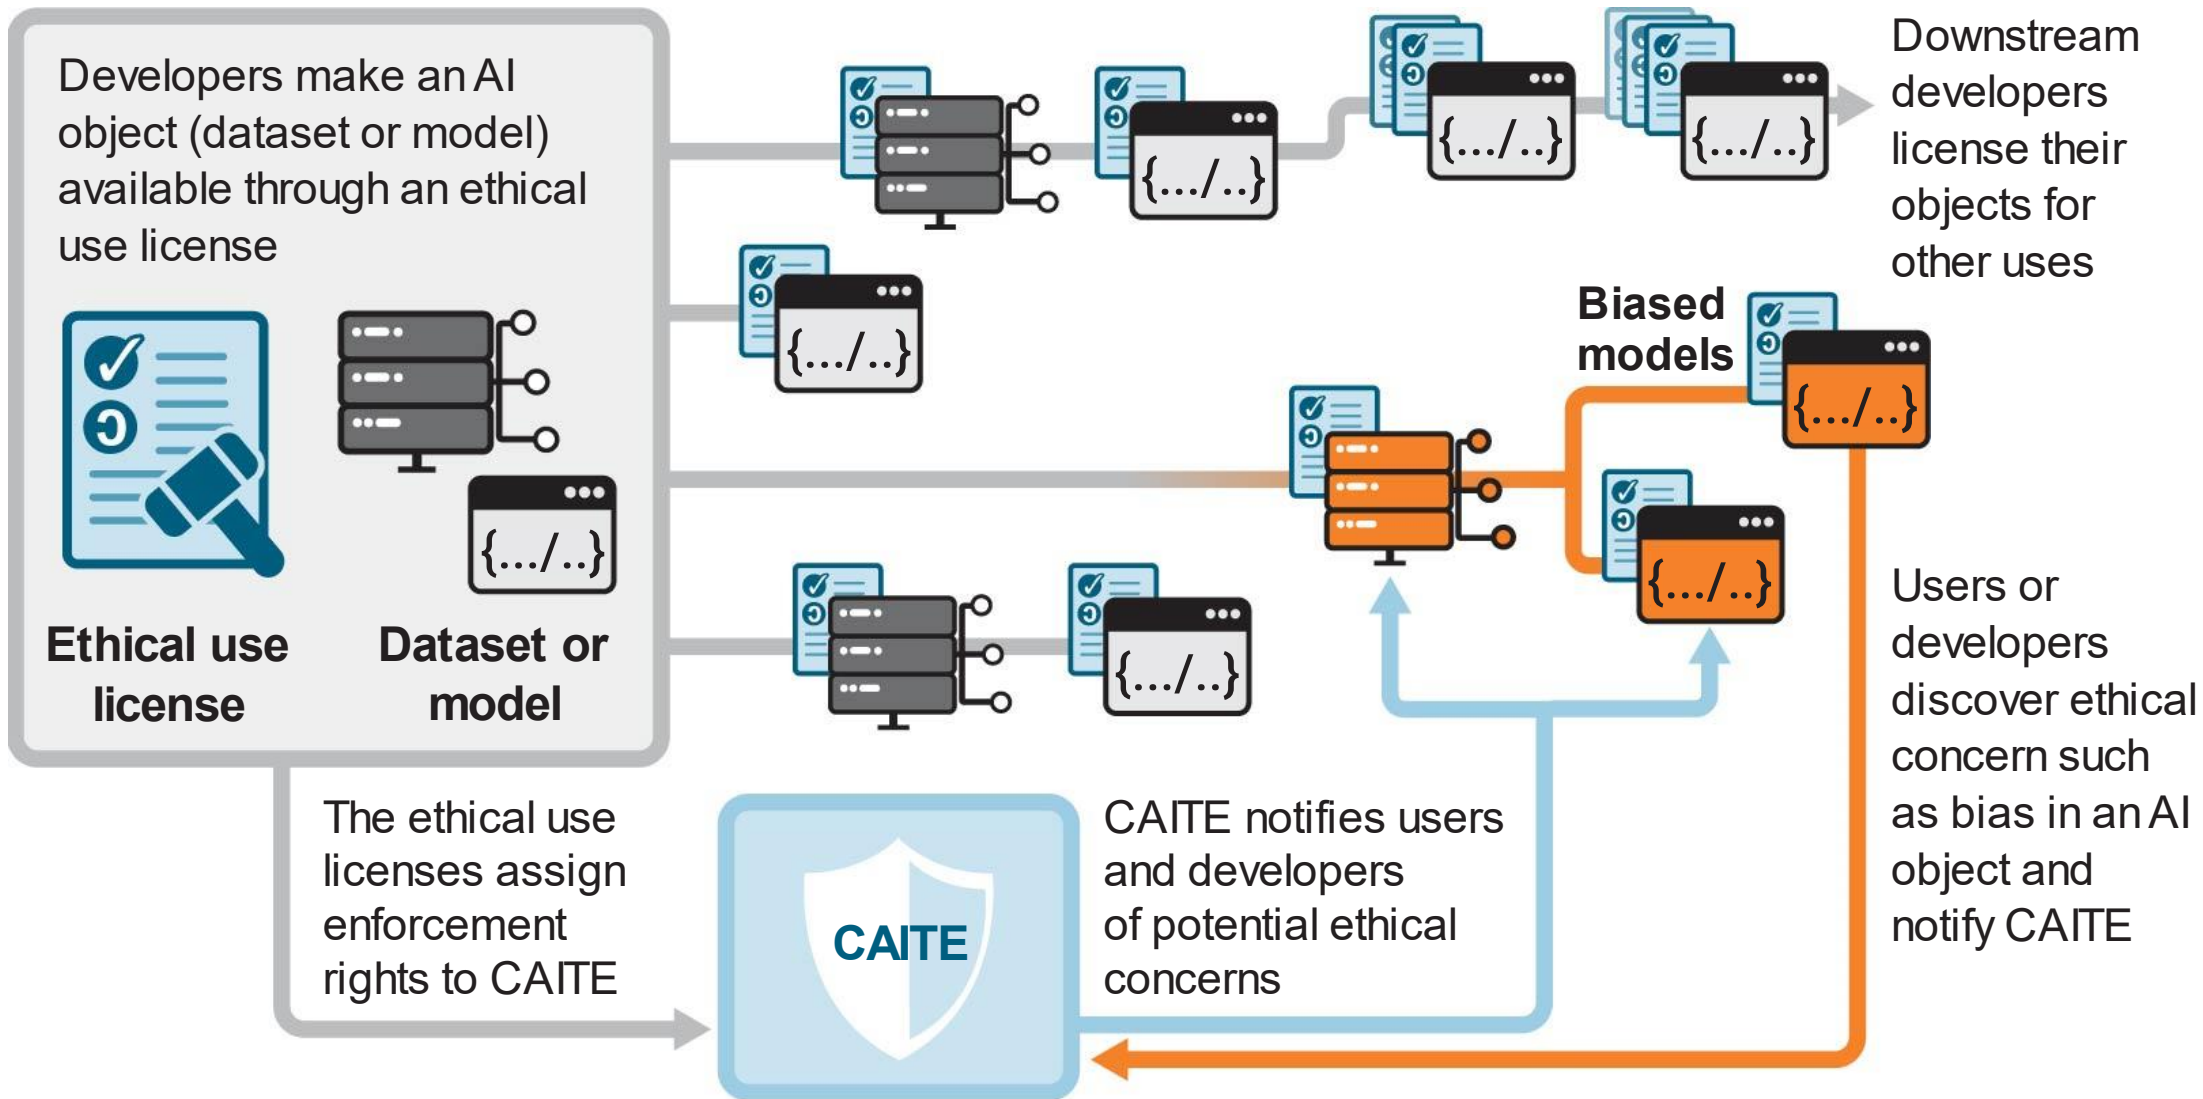 Developers make an AI
object (dataset or model)
available through an ethical
use license
Ethical use
license
Dataset or
model
{.../..}
{.../..}
{.../..}
{.../..}
{.../..}
Downstream
developers
license their
objects for
other uses
{.../..}
Biased
models
{.../..}
{.../..}
{.../..}
Users or
developers
discover ethical
concern such
as bias in an AI
object and
notify CAITE
The ethical use
licenses assign
enforcement
rights to CAITE
CAITE
CAITE notifies users
and developers
of potential ethical
concerns